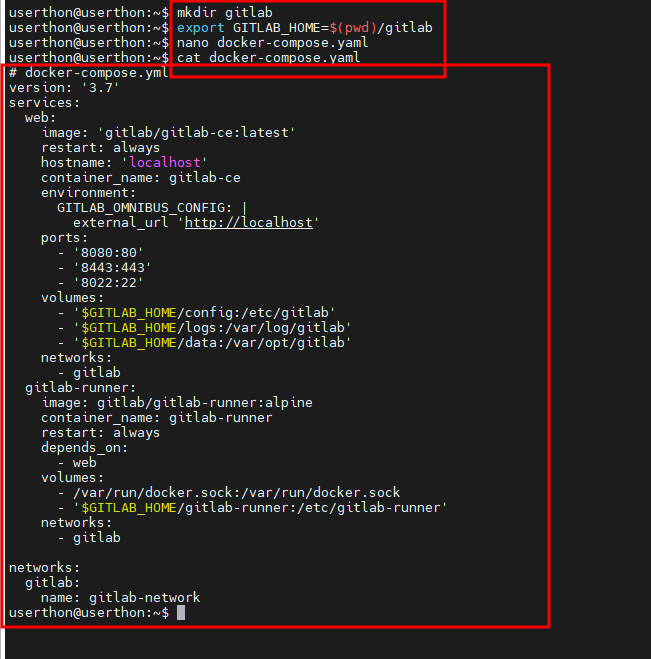 userthon@userthon:~$ mkdir gitlab
userthon@userthon:~$ export GITLAB_HOME=$(pwd)/gitlab
userthon@userthon:~$ nano docker-compose.yaml
userthon@userthon:~$ cat docker-compose.yaml
# docker-compose.yml
version: '3.7'
services:
  web:
    image: 'gitlab/gitlab-ce:latest'
    restart: always
    hostname: 'localhost'
    container_name: gitlab-ce
    environment:
      GITLAB_OMNIBUS_CONFIG: |
        external_url 'http://localhost'
    ports:
      - '8080:80'
      - '8443:443'
      - '8022:22'
    volumes:
      - '$GITLAB_HOME/config:/etc/gitlab'
      - '$GITLAB_HOME/logs:/var/log/gitlab'
      - '$GITLAB_HOME/data:/var/opt/gitlab'
    networks:
      - gitlab
  gitlab-runner:
    image: gitlab/gitlab-runner:alpine
    container_name: gitlab-runner
    restart: always
    depends_on:
      - web
    volumes:
      - /var/run/docker.sock:/var/run/docker.sock
      - '$GITLAB_HOME/gitlab-runner:/etc/gitlab-runner'
    networks:
      - gitlab

networks:
  gitlab:
    name: gitlab-network
userthon@userthon:~$